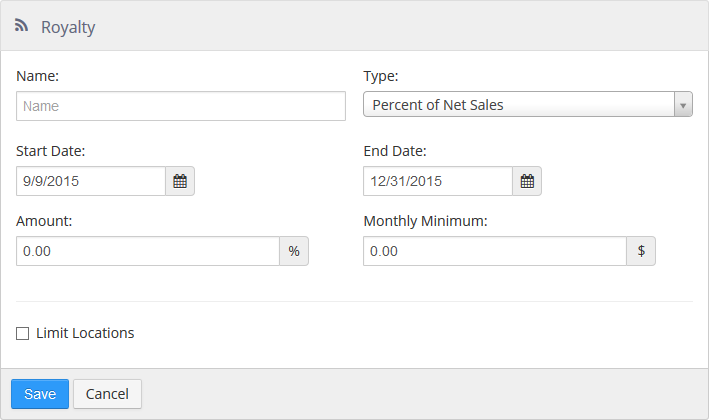 Royalty
Name: Type:
Name Percent of Net Sales
Start Date: End Date:
9/9/2015 12/31/2015
Amount: Monthly Minimum:
0.00 % 0.00 $
Limit Locations
Save Cancel